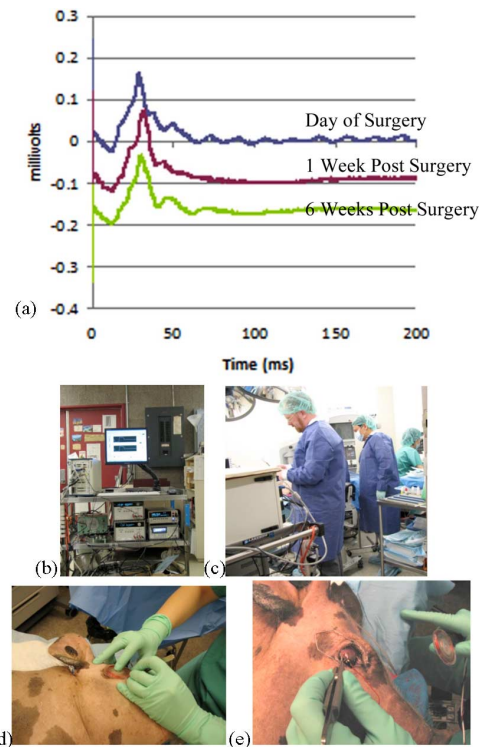 0.3
0.2
0.1
0
-0.1
-0.2
-0.3
-0.4
millivolts
Day of Surgery
1 Week Post Surgery
6 Weeks Post Surgery
0
50
100
150
200
Time (ms)
(a)
(b)
(c)
d)
(e)